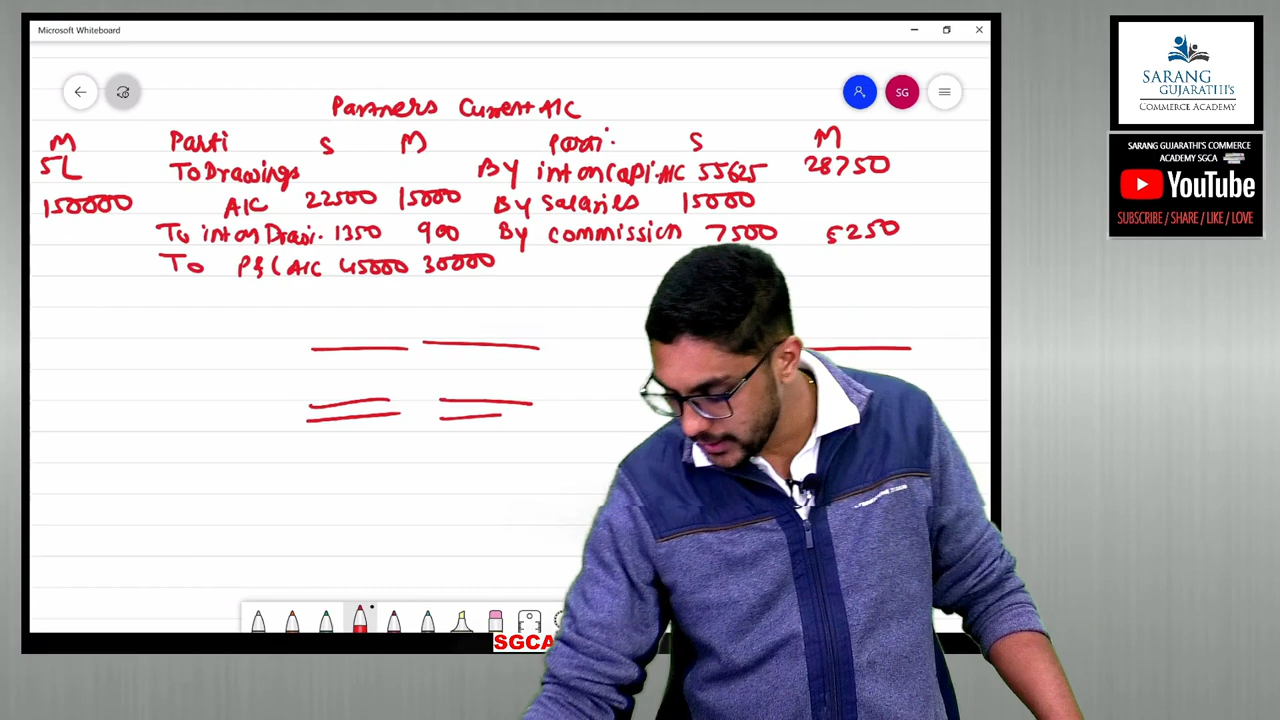 Microsoft Whiteboard
SG
Partners Current A/C
M Parti S M Parti. S M
5L To Drawings By int on Capi. A/C 55625 28750
150000 A/C 22500 15000 By Salaries 15000
To int on Drawi. 1350 900 By commission 7500 5250
To P&L A/C 45000 30000
SGCA
SARANG
GUJARATHI'S
COMMERCE ACADEMY
SARANG GUJARATHI'S COMMERCE
ACADEMY SGCA
YouTube
SUBSCRIBE / SHARE / LIKE / LOVE